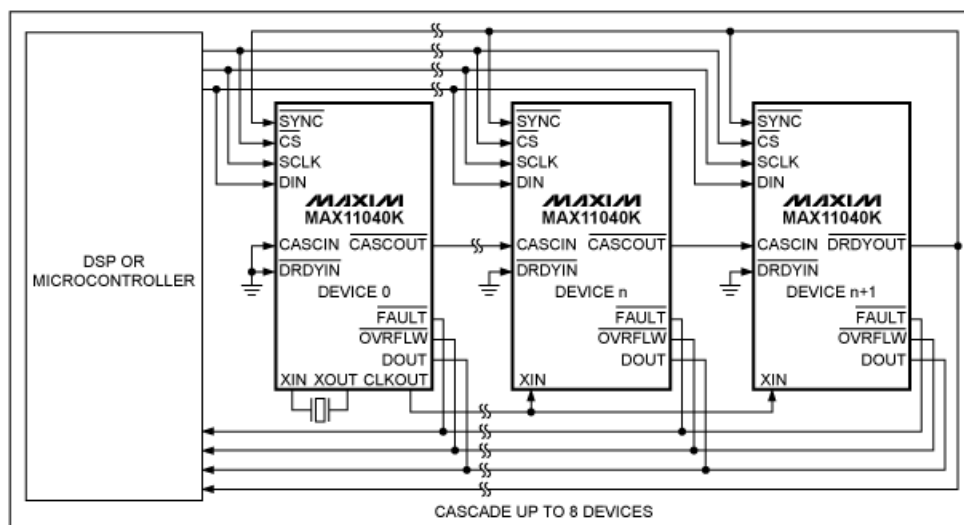 DSP OR
MICROCONTROLLER
SYNC
CS
SCLK
DIN
MAXIM
MAX11040K
CASCIN
CASCOUT
DRDYIN
DEVICE 0
FAULT
OVRFLW
DOUT
XIN
XOUT
CLKOUT
SYNC
CS
SCLK
DIN
MAXIM
MAX11040K
CASCIN
CASCOUT
DRDYIN
DEVICE n
FAULT
OVRFLW
DOUT
XIN
SYNC
CS
SCLK
DIN
MAXIM
MAX11040K
CASCIN
DRDYOUT
DRDYIN
DEVICE n+1
FAULT
OVRFLW
DOUT
XIN
CASCADE UP TO 8 DEVICES